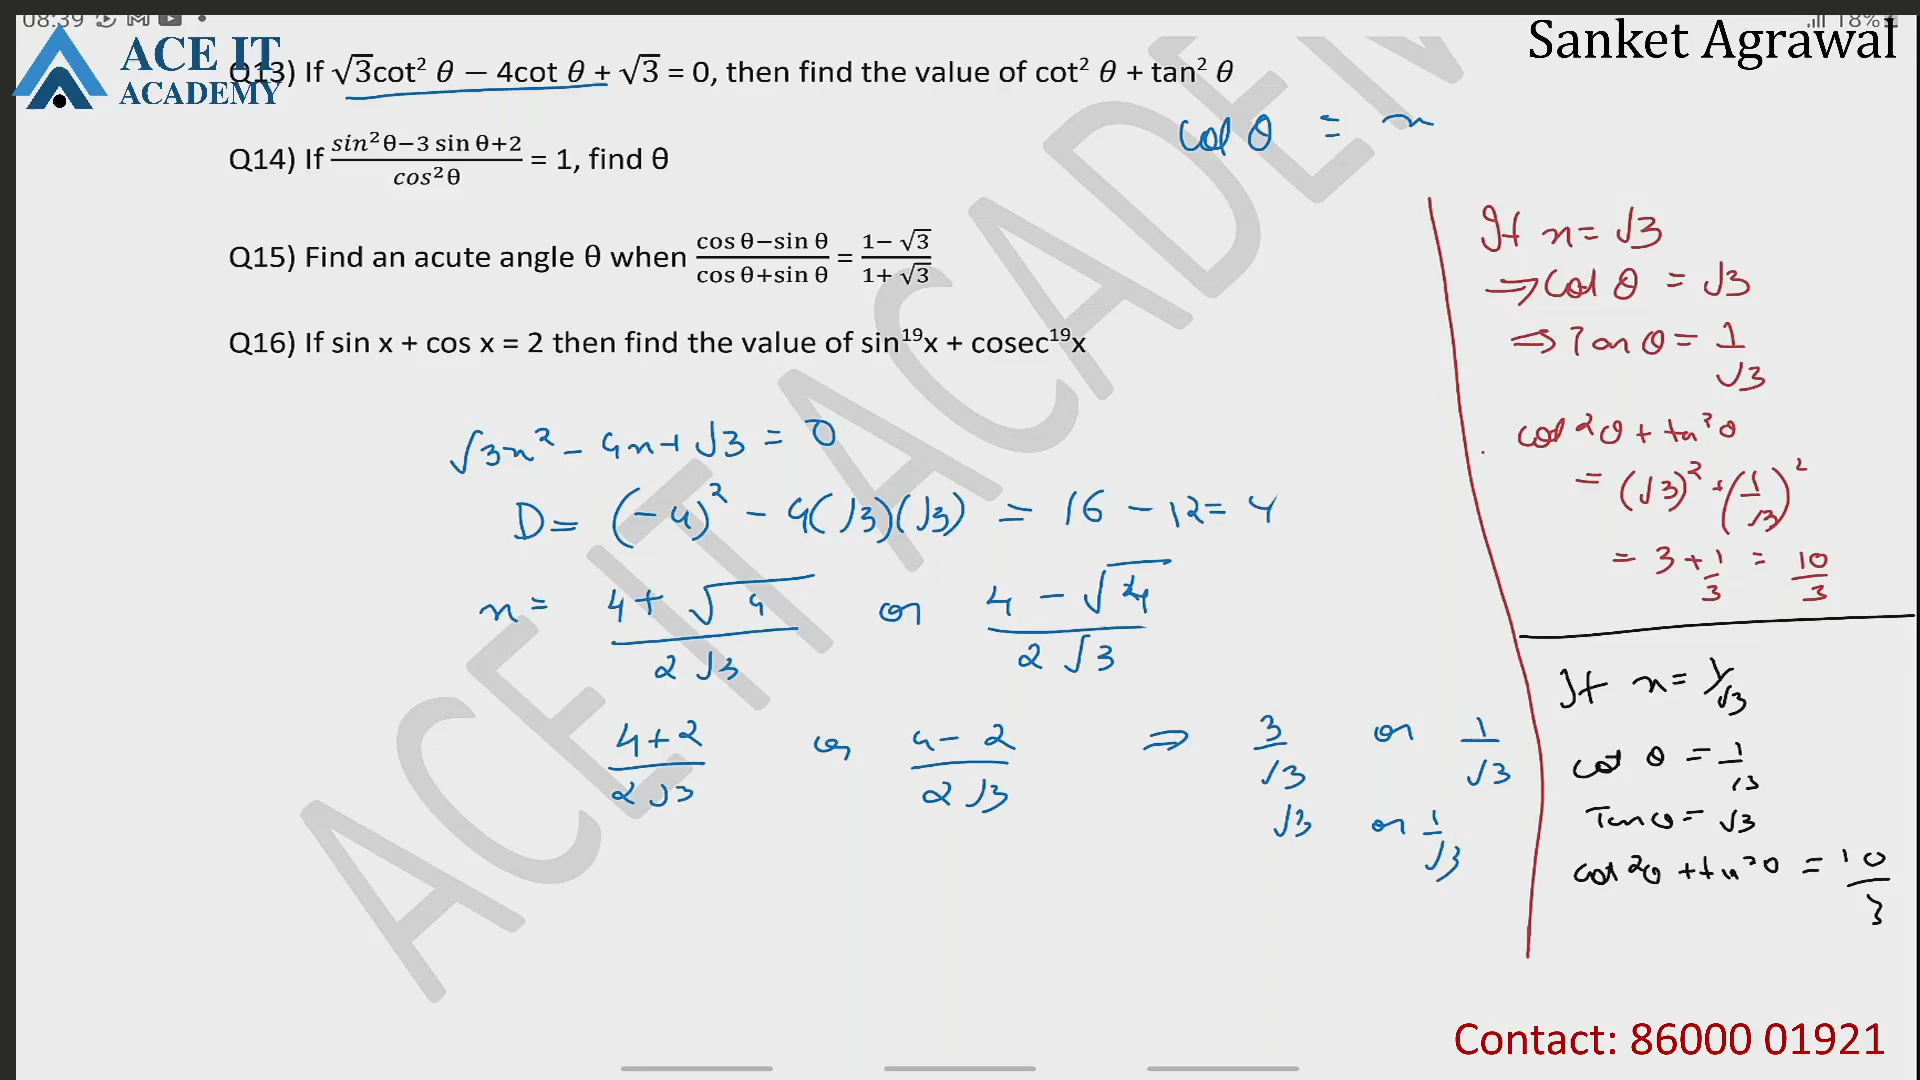 08:39
18%
ACE IT
ACADEMY
Sanket Agrawal
Q13) If √3cot² θ − 4cot θ + √3 = 0, then find the value of cot² θ + tan² θ
cot θ = x
Q14) If (sin²θ−3 sin θ+2)/(cos²θ) = 1, find θ
Q15) Find an acute angle θ when (cos θ−sin θ)/(cos θ+sin θ) = (1− √3)/(1+ √3)
Q16) If sin x + cos x = 2 then find the value of sin¹⁹x + cosec¹⁹x
√3x² − 4x + √3 = 0
D = (−4)² − 4(√3)(√3) = 16 − 12 = 4
x = (4 + √4)/(2√3) or (4 − √4)/(2√3)
(4+2)/(2√3) or (4−2)/(2√3) ⇒ 3/√3 or 1/√3
√3 or 1/√3
If x = √3
⇒ cot θ = √3
⇒ Tan θ = 1/√3
cot²θ + tan²θ
= (√3)² + (1/√3)²
= 3 + 1/3 = 10/3
If x = 1/√3
cot θ = 1/√3
Tan θ = √3
cot²θ + tan²θ = 10/3
ACE IT ACADEMY
Contact: 86000 01921